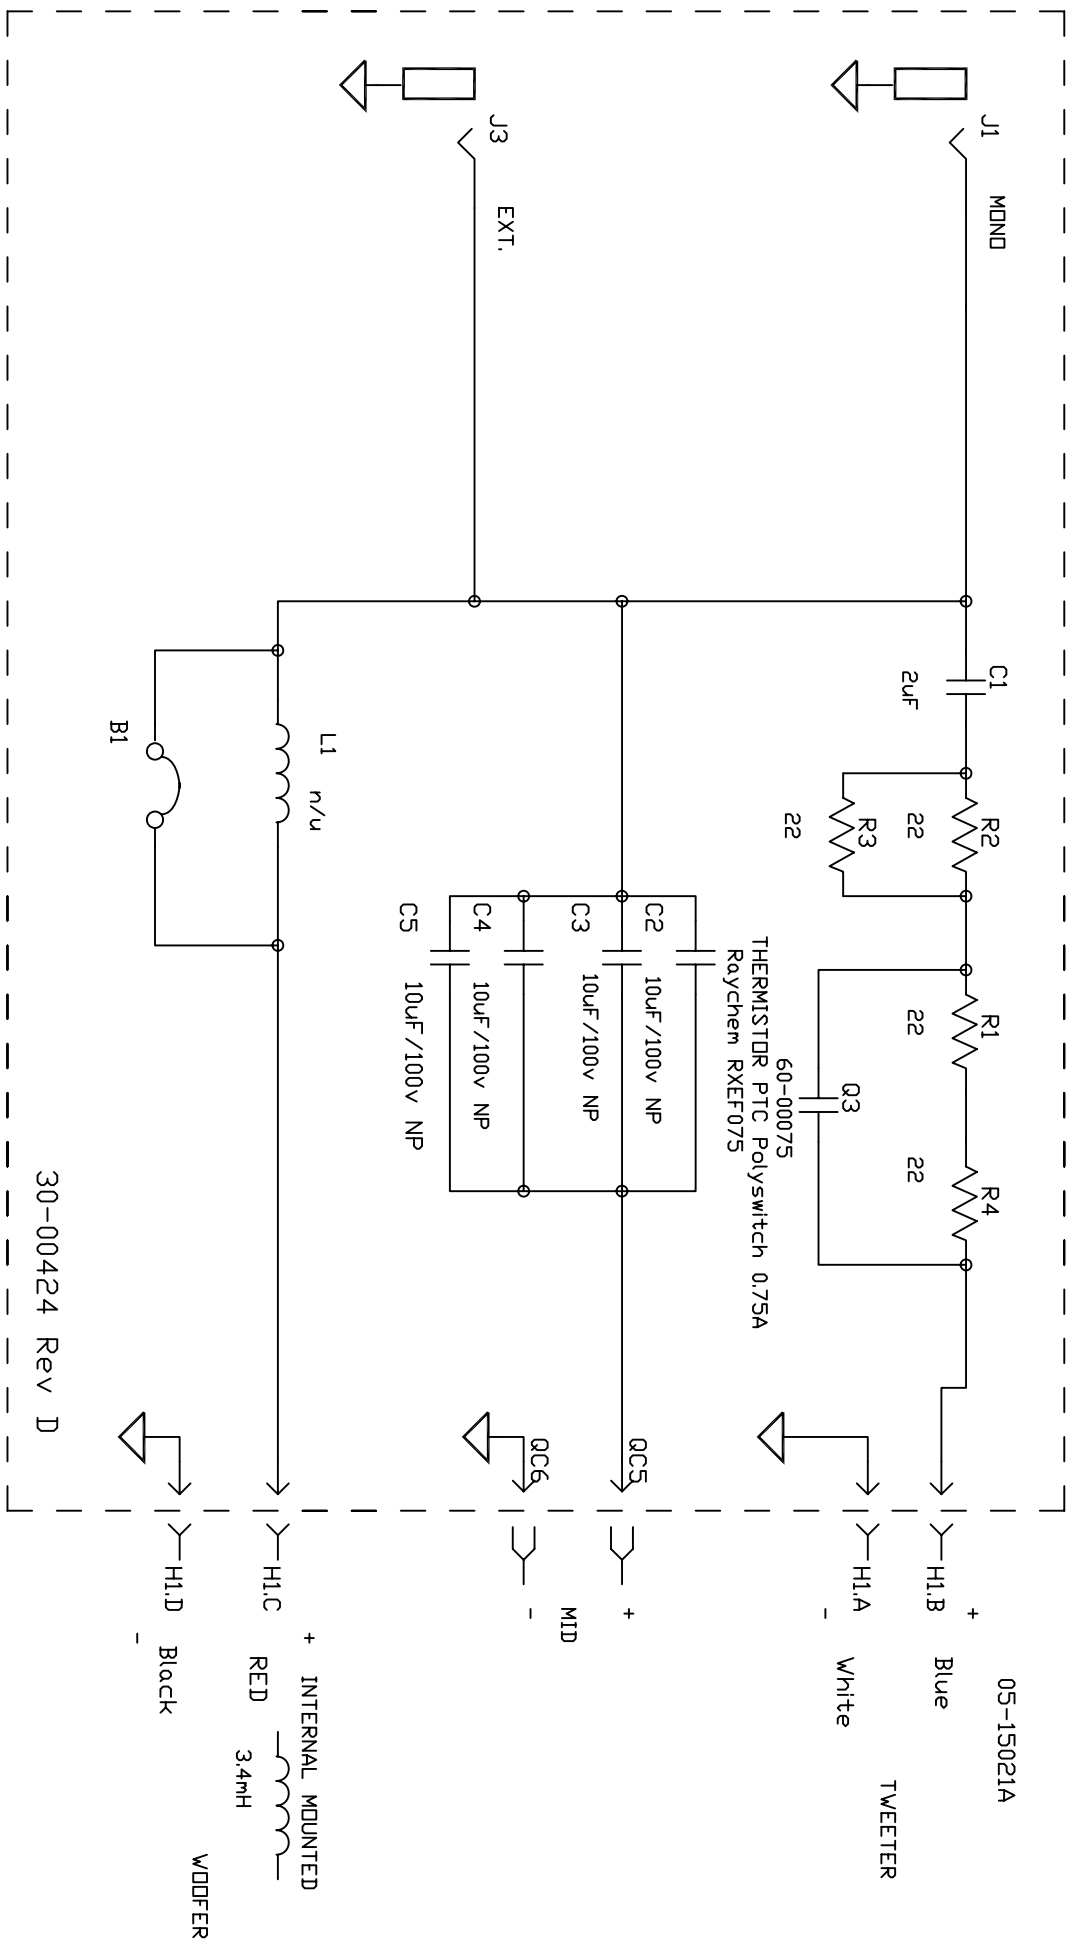 J1
MONO
J3
EXT.
C1
2uF
R2
22
R3
22
R1
22
R4
22
Q3
60-00075
THERMISTOR PTC Polyswitch 0.75A
Raychem RXEF075
C2
10uF/100v NP
C3
10uF/100v NP
C4
10uF/100v NP
C5
10uF/100v NP
L1
n/u
B1
QC5
QC6
30-00424 Rev D
05-15021A
+
H1.B Blue
H1.A White
-
TWEETER
+
MID
-
+ INTERNAL MOUNTED
H1.C RED
3.4mH
H1.D Black
-
WOOFER